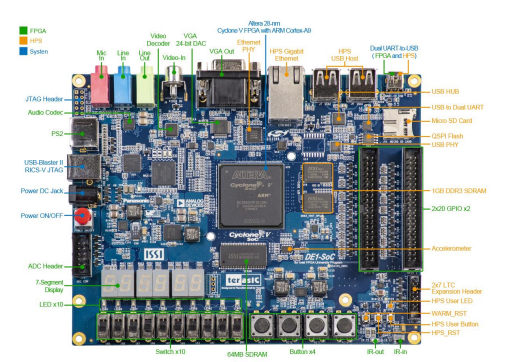 FPGA
HPS
System
Mic In
Line In
Line Out
Video Decoder
Video-In
VGA 24-bit DAC
VGA Out
Ethernet PHY
Altera 28-nm
Cyclone V FPGA with ARM Cortex-A9
HPS Gigabit Ethernet
HPS USB Host
Dual UART-to-USB
( FPGA and HPS)
USB HUB
USB to Dual UART
Micro SD Card
QSPI Flash
USB PHY
JTAG Header
Audio Codec
PS2
USB-Blaster II
RICS-V JTAG
Power DC Jack
Power ON/OFF
ADC Header
7-Segment Display
LED x10
Switch x10
64MB SDRAM
Button x4
IR-out
IR-in
1GB DDR3 SDRAM
2x20 GPIO x2
Accelerometer
2x7 LTC
Expansion Header
HPS User LED
WARM_RST
HPS User Button
HPS_RST
ALTERA
Cyclone V
SoC
ARM
ANALOG DEVICES
ISSI
Cyclone V
SoC
DE1-SoC
terasic